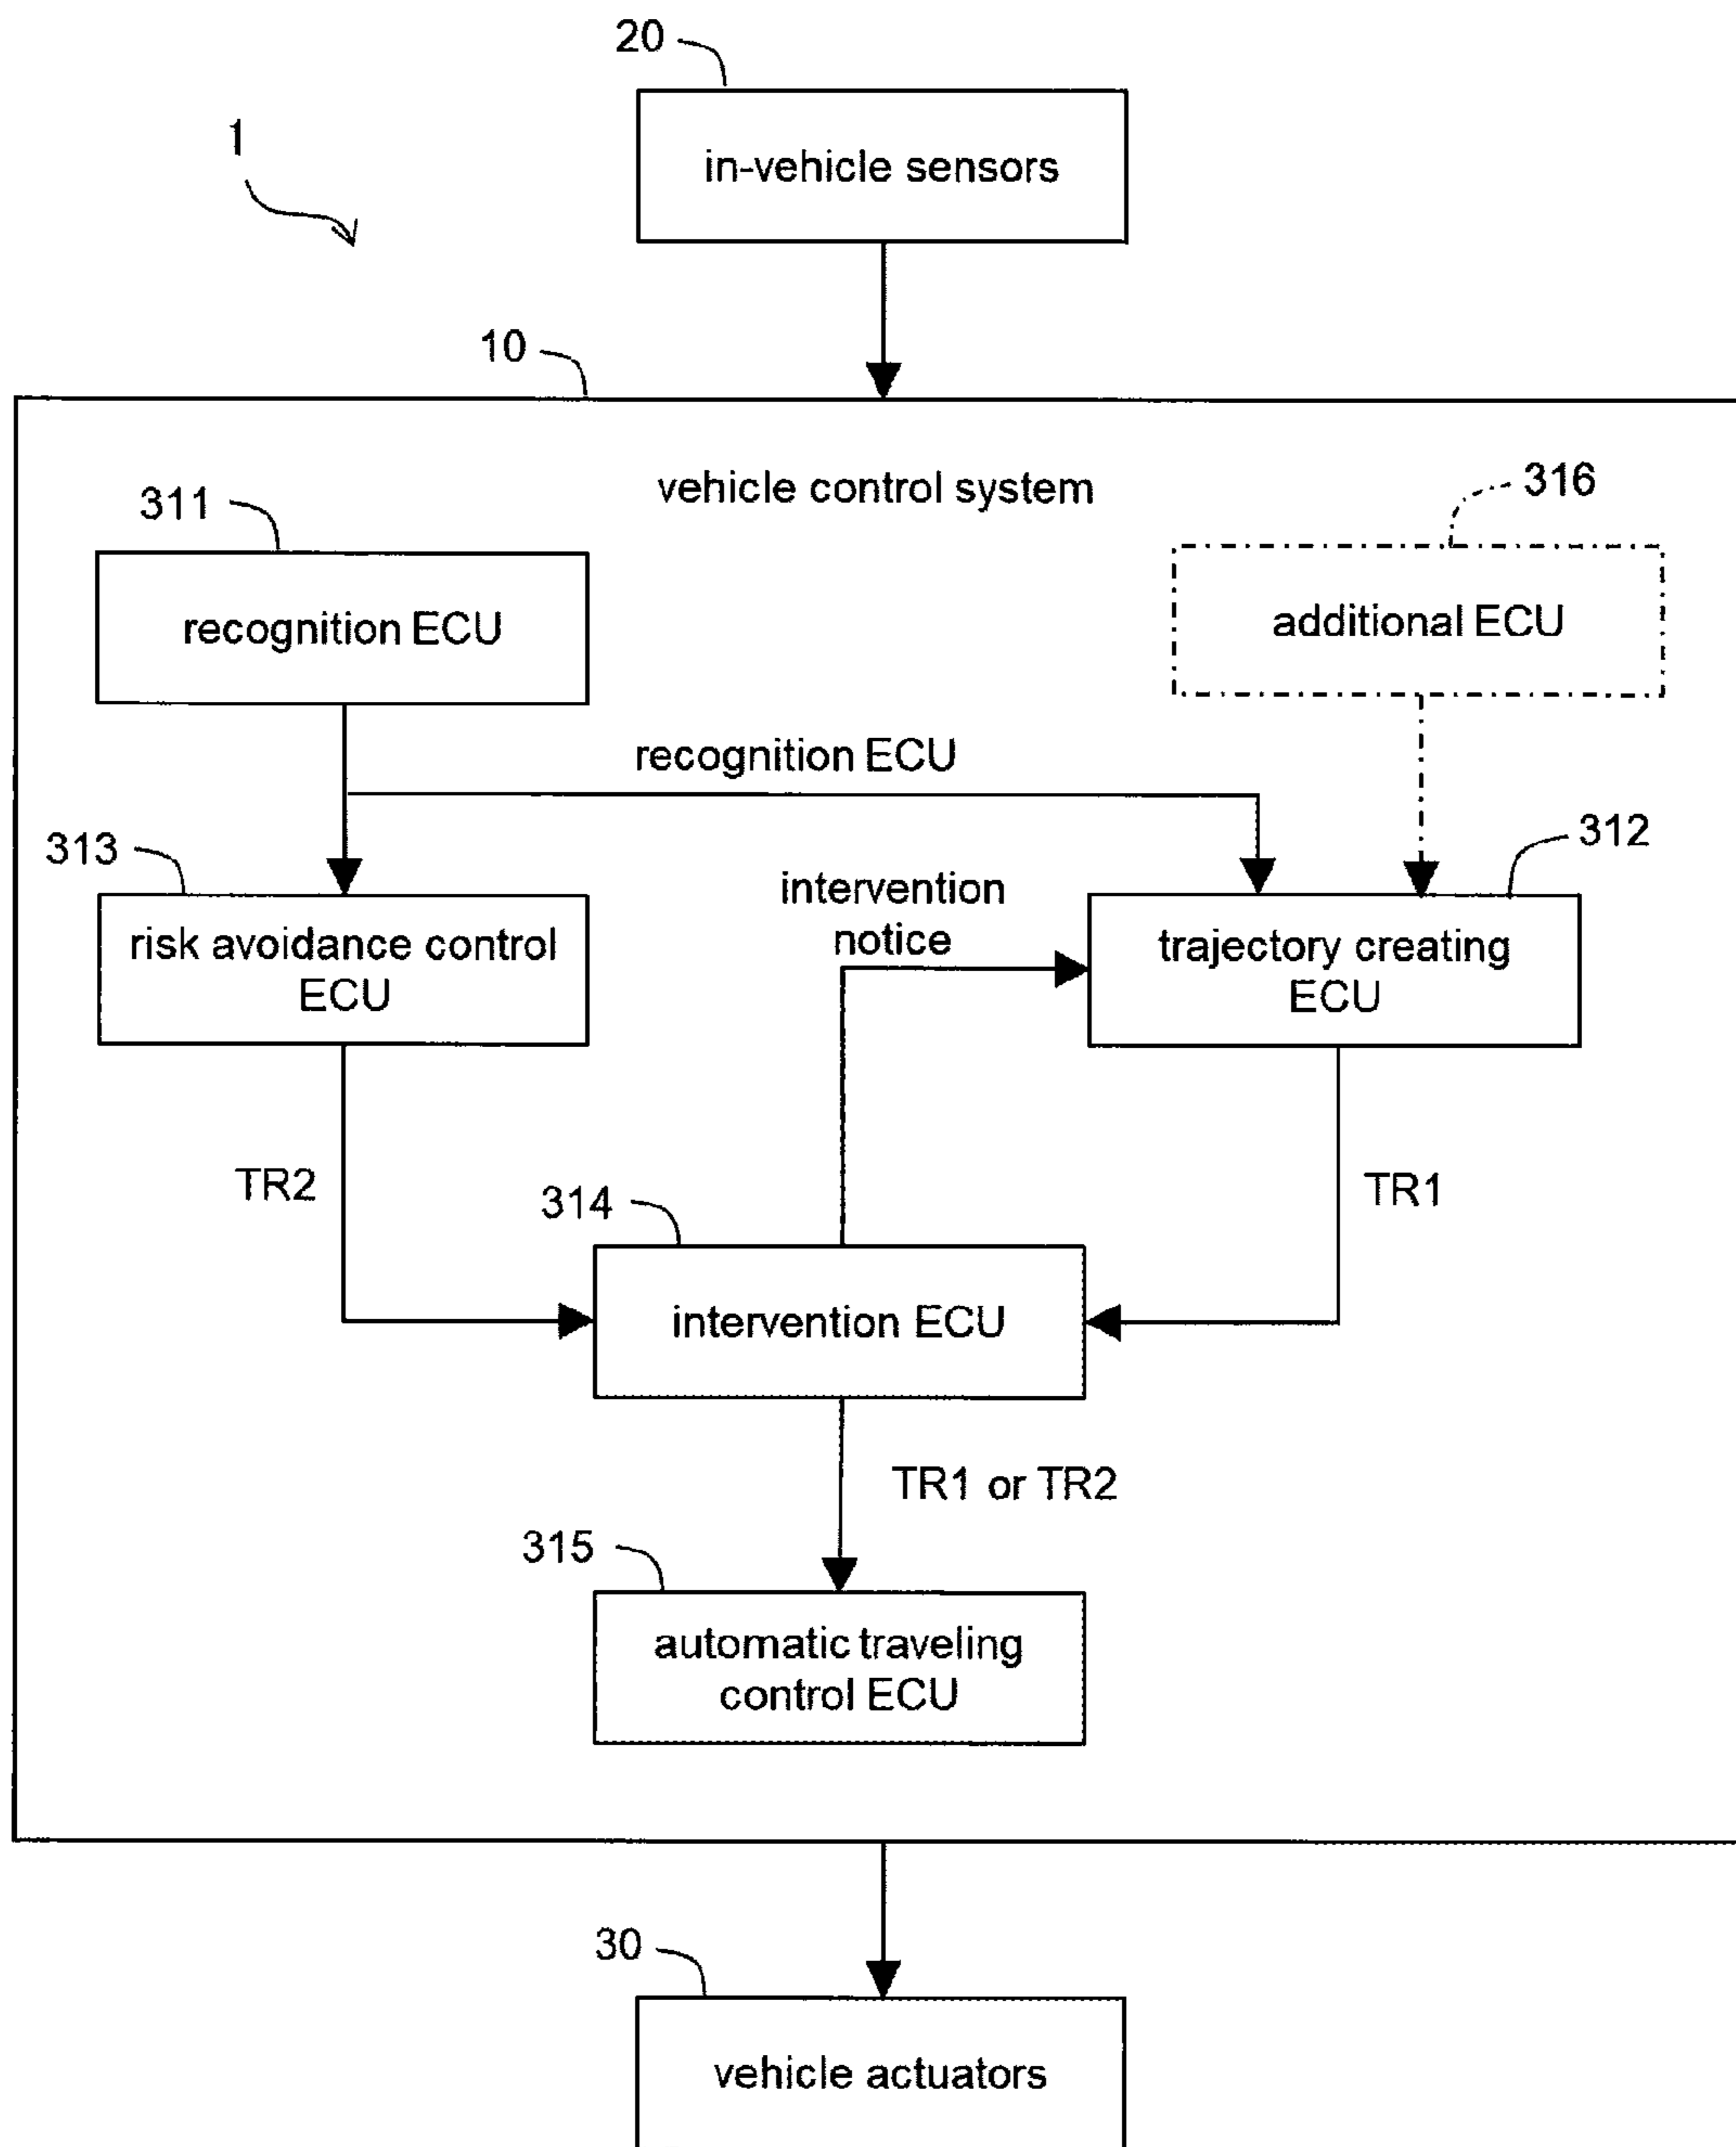 20
in-vehicle sensors
1
10
vehicle control system
311
316
recognition ECU
additional ECU
recognition ECU
313
312
intervention
notice
risk avoidance control
ECU
trajectory creating
ECU
TR2
TR1
314
intervention ECU
TR1 or TR2
315
automatic traveling
control ECU
30
vehicle actuators